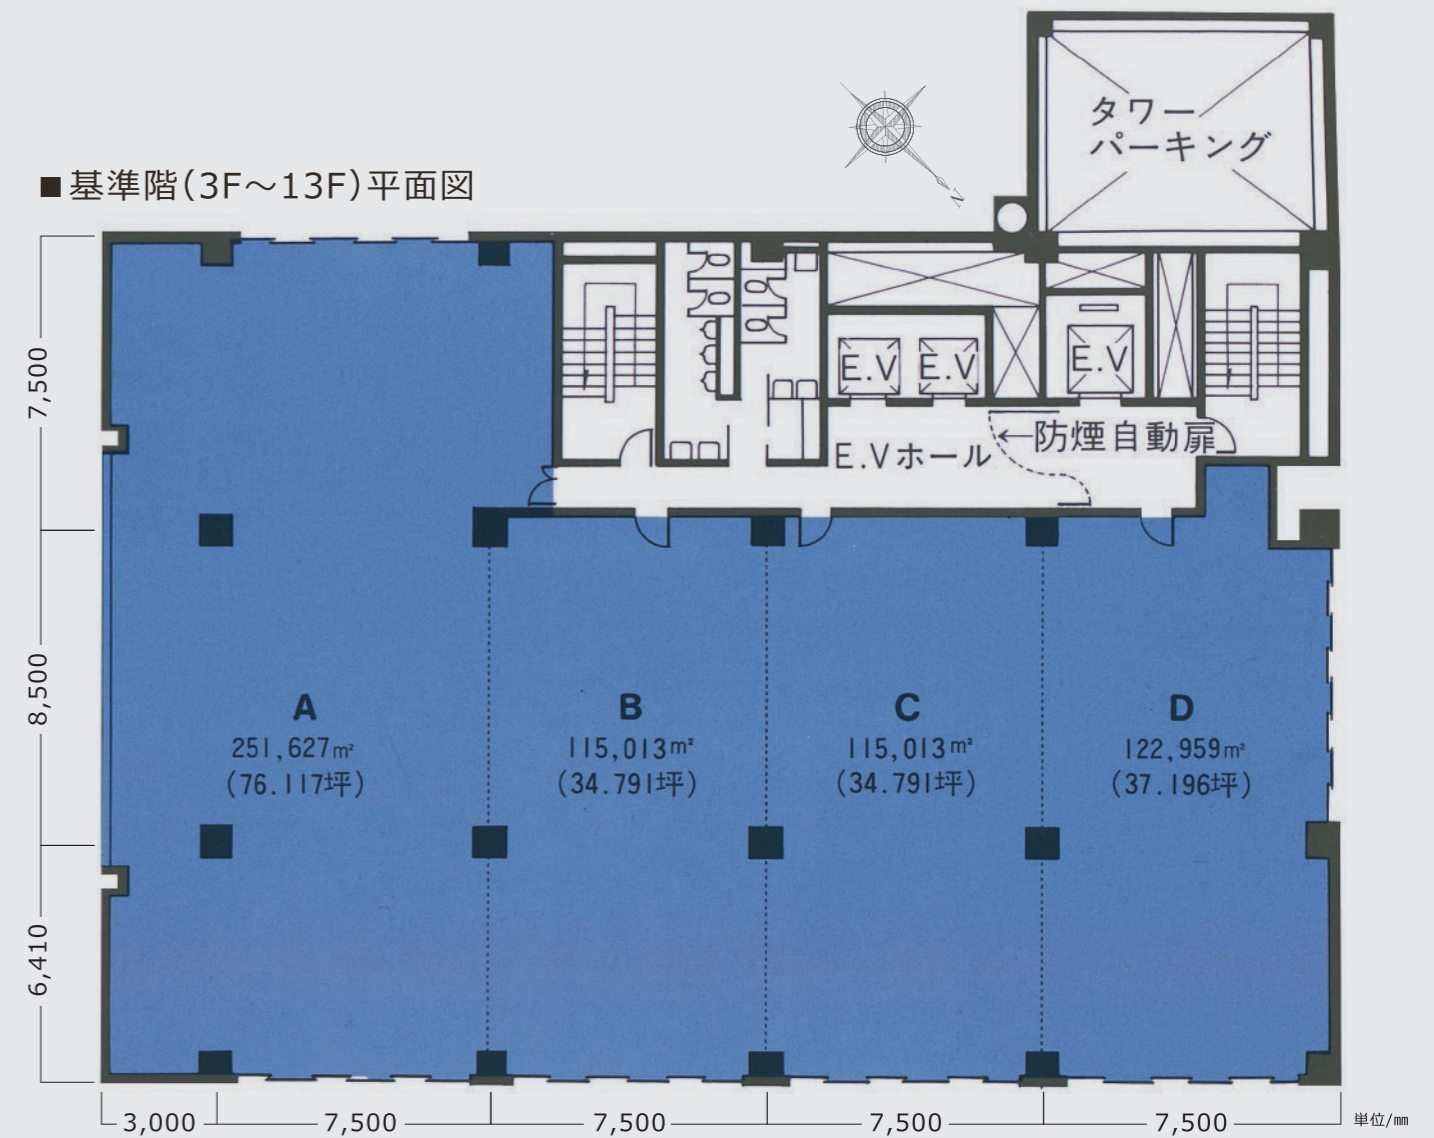 タワー
パーキング
N
■基準階(3F～13F)平面図
7,500
8,500
6,410
E.V
E.V
E.V
E.Vホール
←防煙自動扉
A
251,627㎡
(76.117坪)
B
115,013㎡
(34.791坪)
C
115,013㎡
(34.791坪)
D
122,959㎡
(37.196坪)
3,000
7,500
7,500
7,500
7,500
単位/㎜